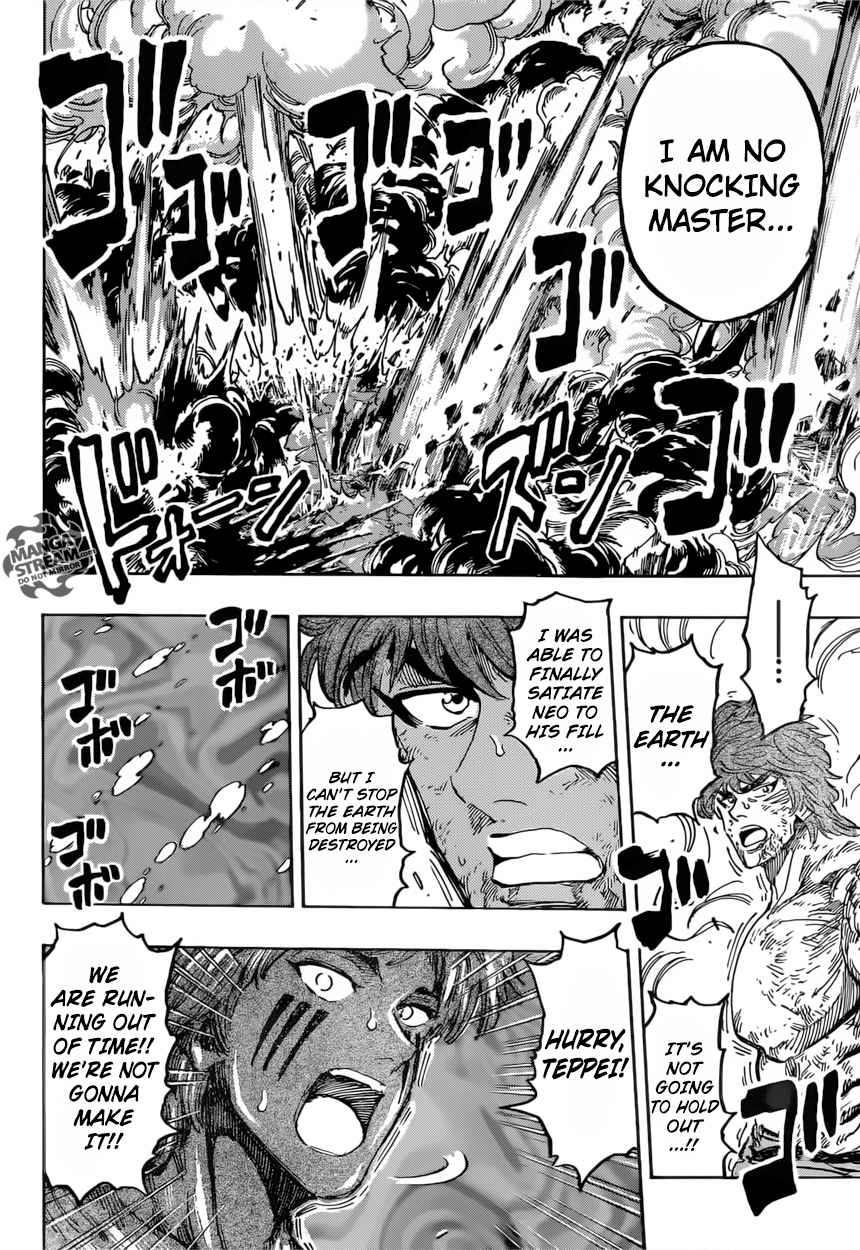 I AM NO
KNOCKING
MASTER...
ゴ
ゴ
ゴ
ゴ
ゴ
ゴ
ゴ
ズン
ドォーン
MANGA
STREAM.com
DO NOT MIRROR
....
THE
EARTH
...
ゴ
IT'S
NOT
GOING
TO HOLD
OUT
...!!
ゴ
I WAS
ABLE TO
FINALLY
SATIATE
NEO TO
HIS FILL
...
BUT I
CAN'T STOP
THE EARTH
FROM BEING
DESTROYED
...
ゴボ
ゴボ
ゴボ
HURRY,
TEPPEI!
WE
ARE RUN-
NING OUT
OF TIME!!
WE'RE NOT
GONNA
MAKE
IT!!